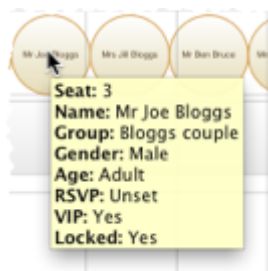 Mr Joe Bloggs Mrs Jill Bloggs Mr Ben Bruce
Seat: 3
Name: Mr Joe Bloggs
Group: Bloggs couple
Gender: Male
Age: Adult
RSVP: Unset
VIP: Yes
Locked: Yes